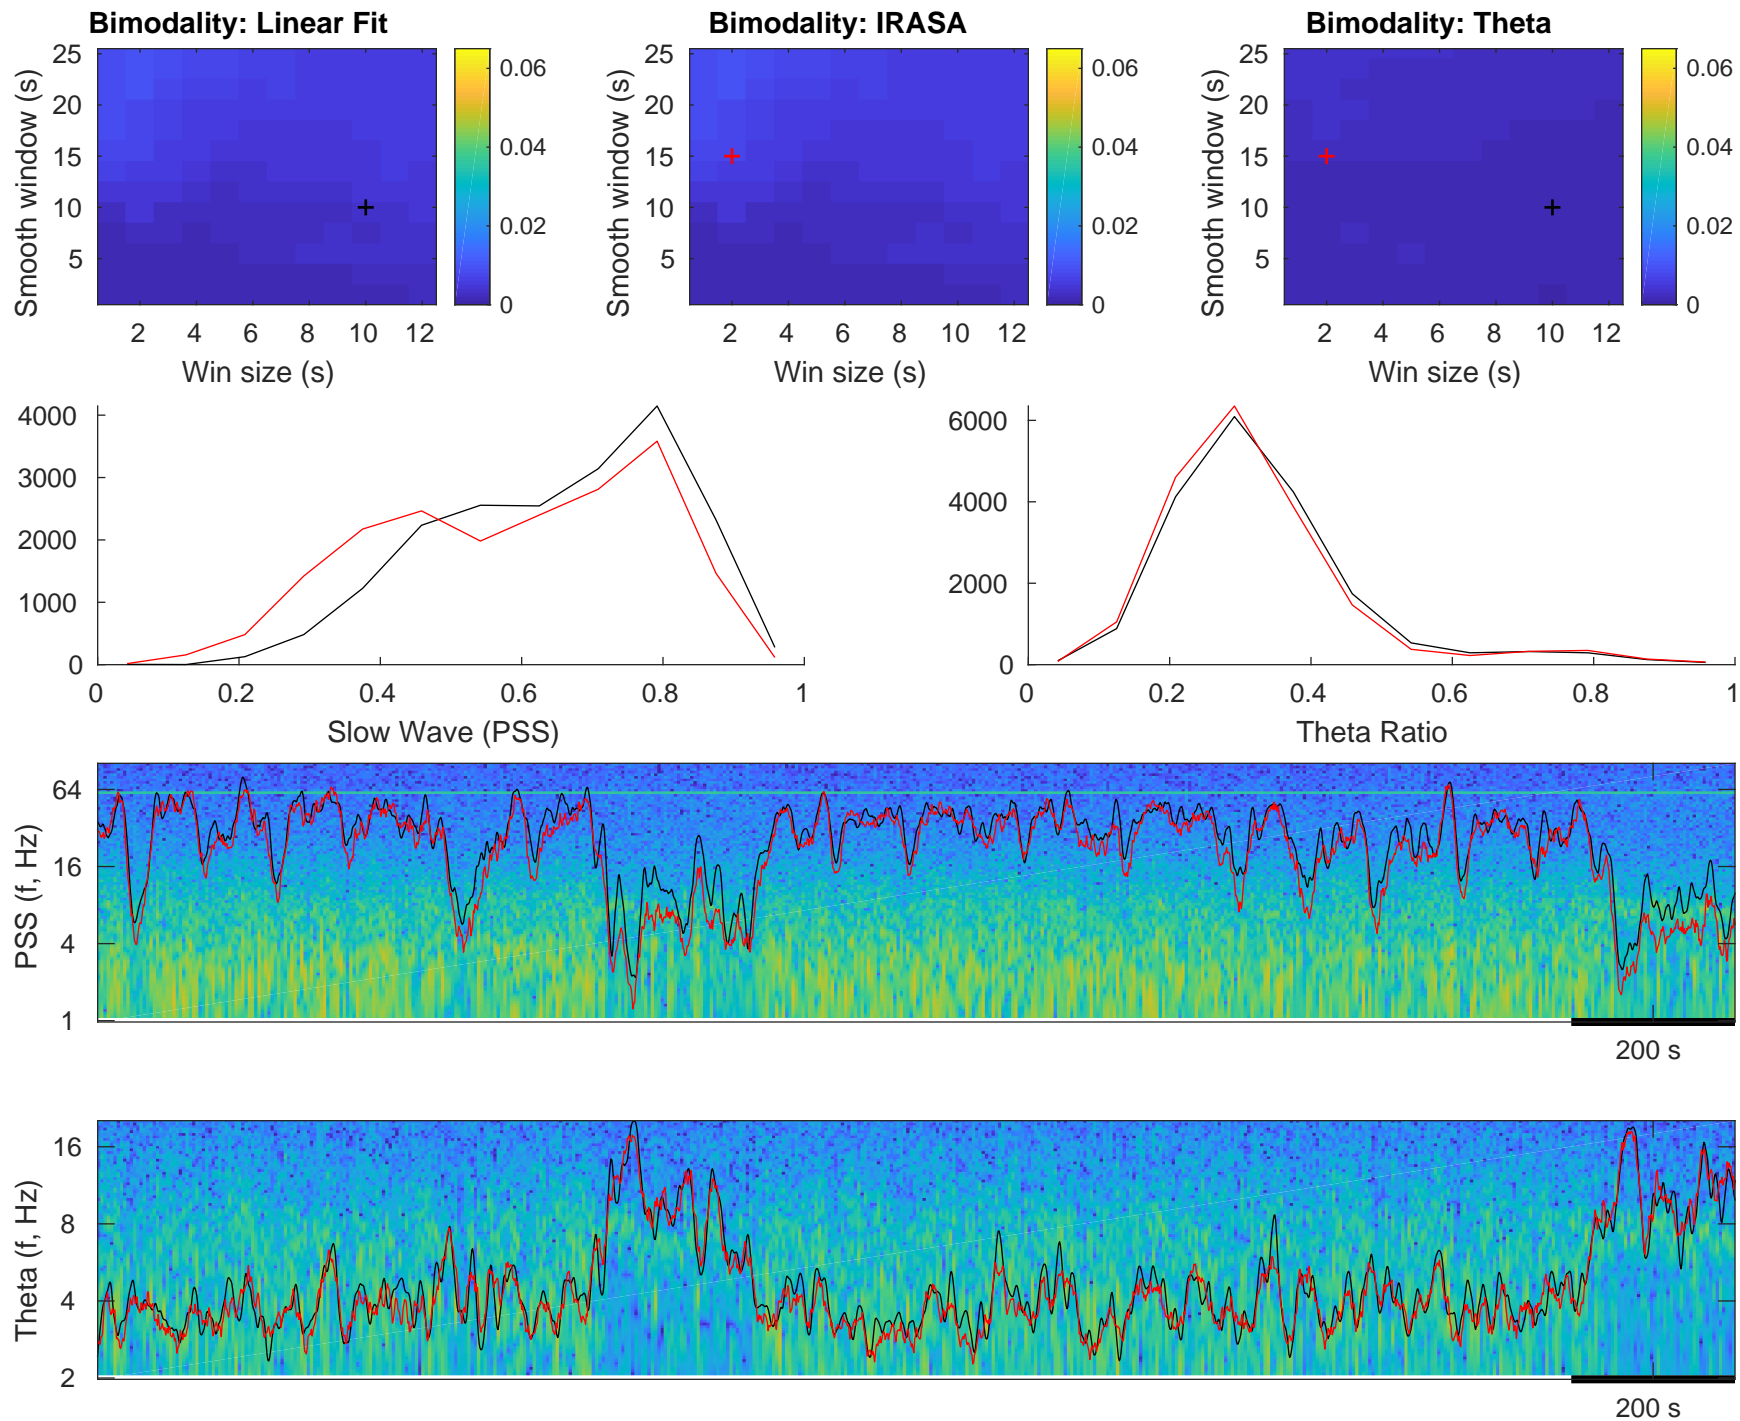 Bimodality: Linear Fit
Bimodality: IRASA
Bimodality: Theta
Smooth window (s)
25
20
15
10
5
2 4 6 8 10 12
Win size (s)
0.06
0.04
0.02
0
Smooth window (s)
25
20
15
10
5
2 4 6 8 10 12
Win size (s)
0.06
0.04
0.02
0
Smooth window (s)
25
20
15
10
5
2 4 6 8 10 12
Win size (s)
0.06
0.04
0.02
0
4000
3000
2000
1000
0
0 0.2 0.4 0.6 0.8 1
Slow Wave (PSS)
6000
4000
2000
0
0 0.2 0.4 0.6 0.8 1
Theta Ratio
PSS (f, Hz)
64
16
4
1
200 s
Theta (f, Hz)
16
8
4
2
200 s